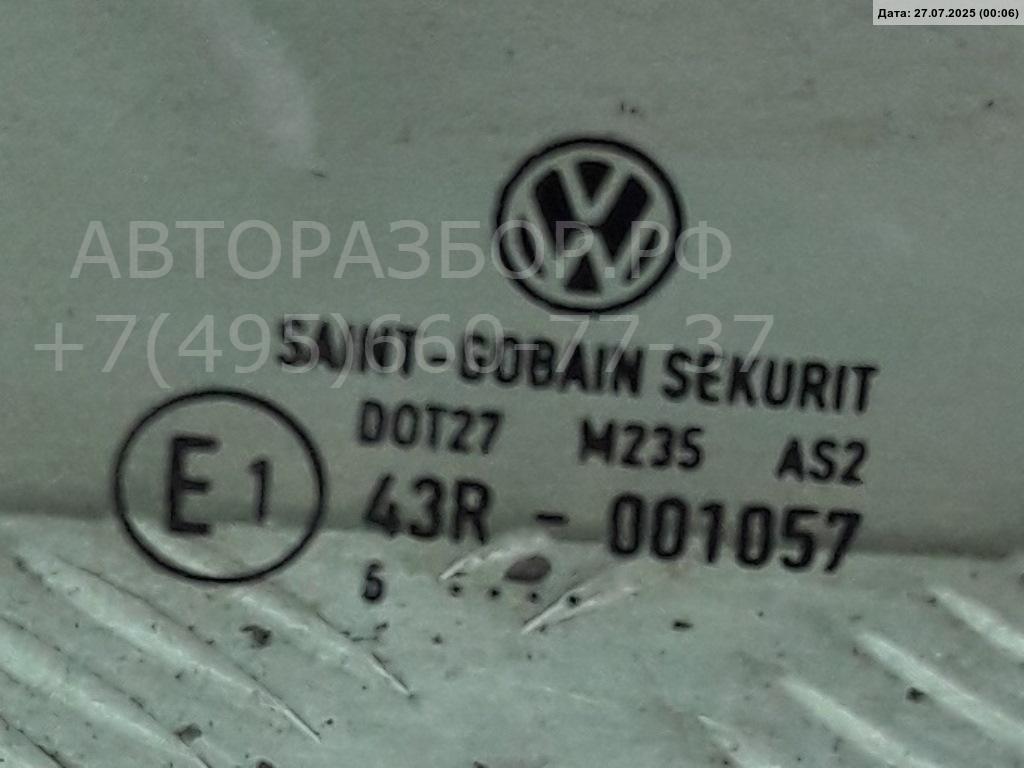 Дата: 27.07.2025 (00:06)
АВТОРАЗБОР.РФ
+7(495)660-77-37
SAINT-GOBAIN SEKURIT
DOT27 M235 AS2
E1
43R - 001057
6 . . . .